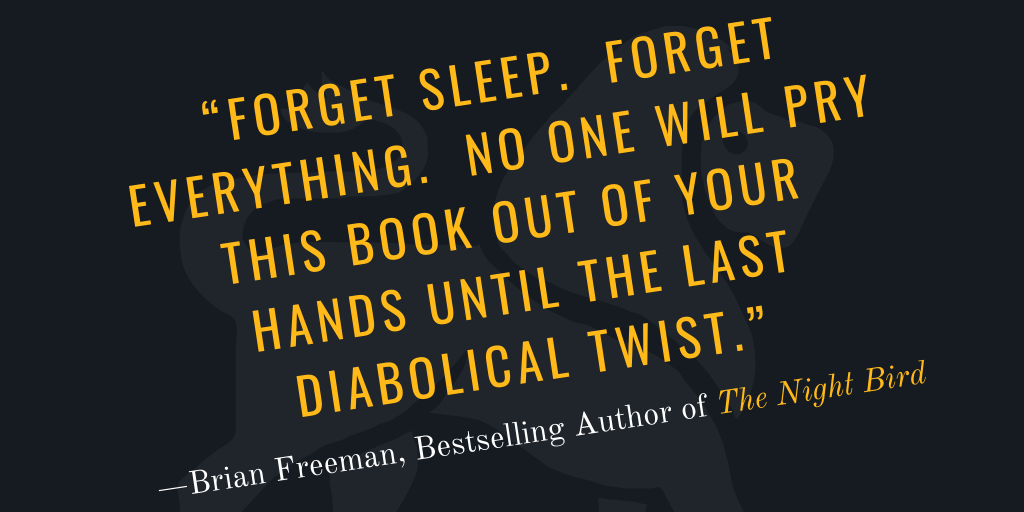 “FORGET SLEEP.  FORGET
EVERYTHING.  NO ONE WILL PRY
THIS BOOK OUT OF YOUR
HANDS UNTIL THE LAST
DIABOLICAL TWIST.”
—Brian Freeman, Bestselling Author of The Night Bird